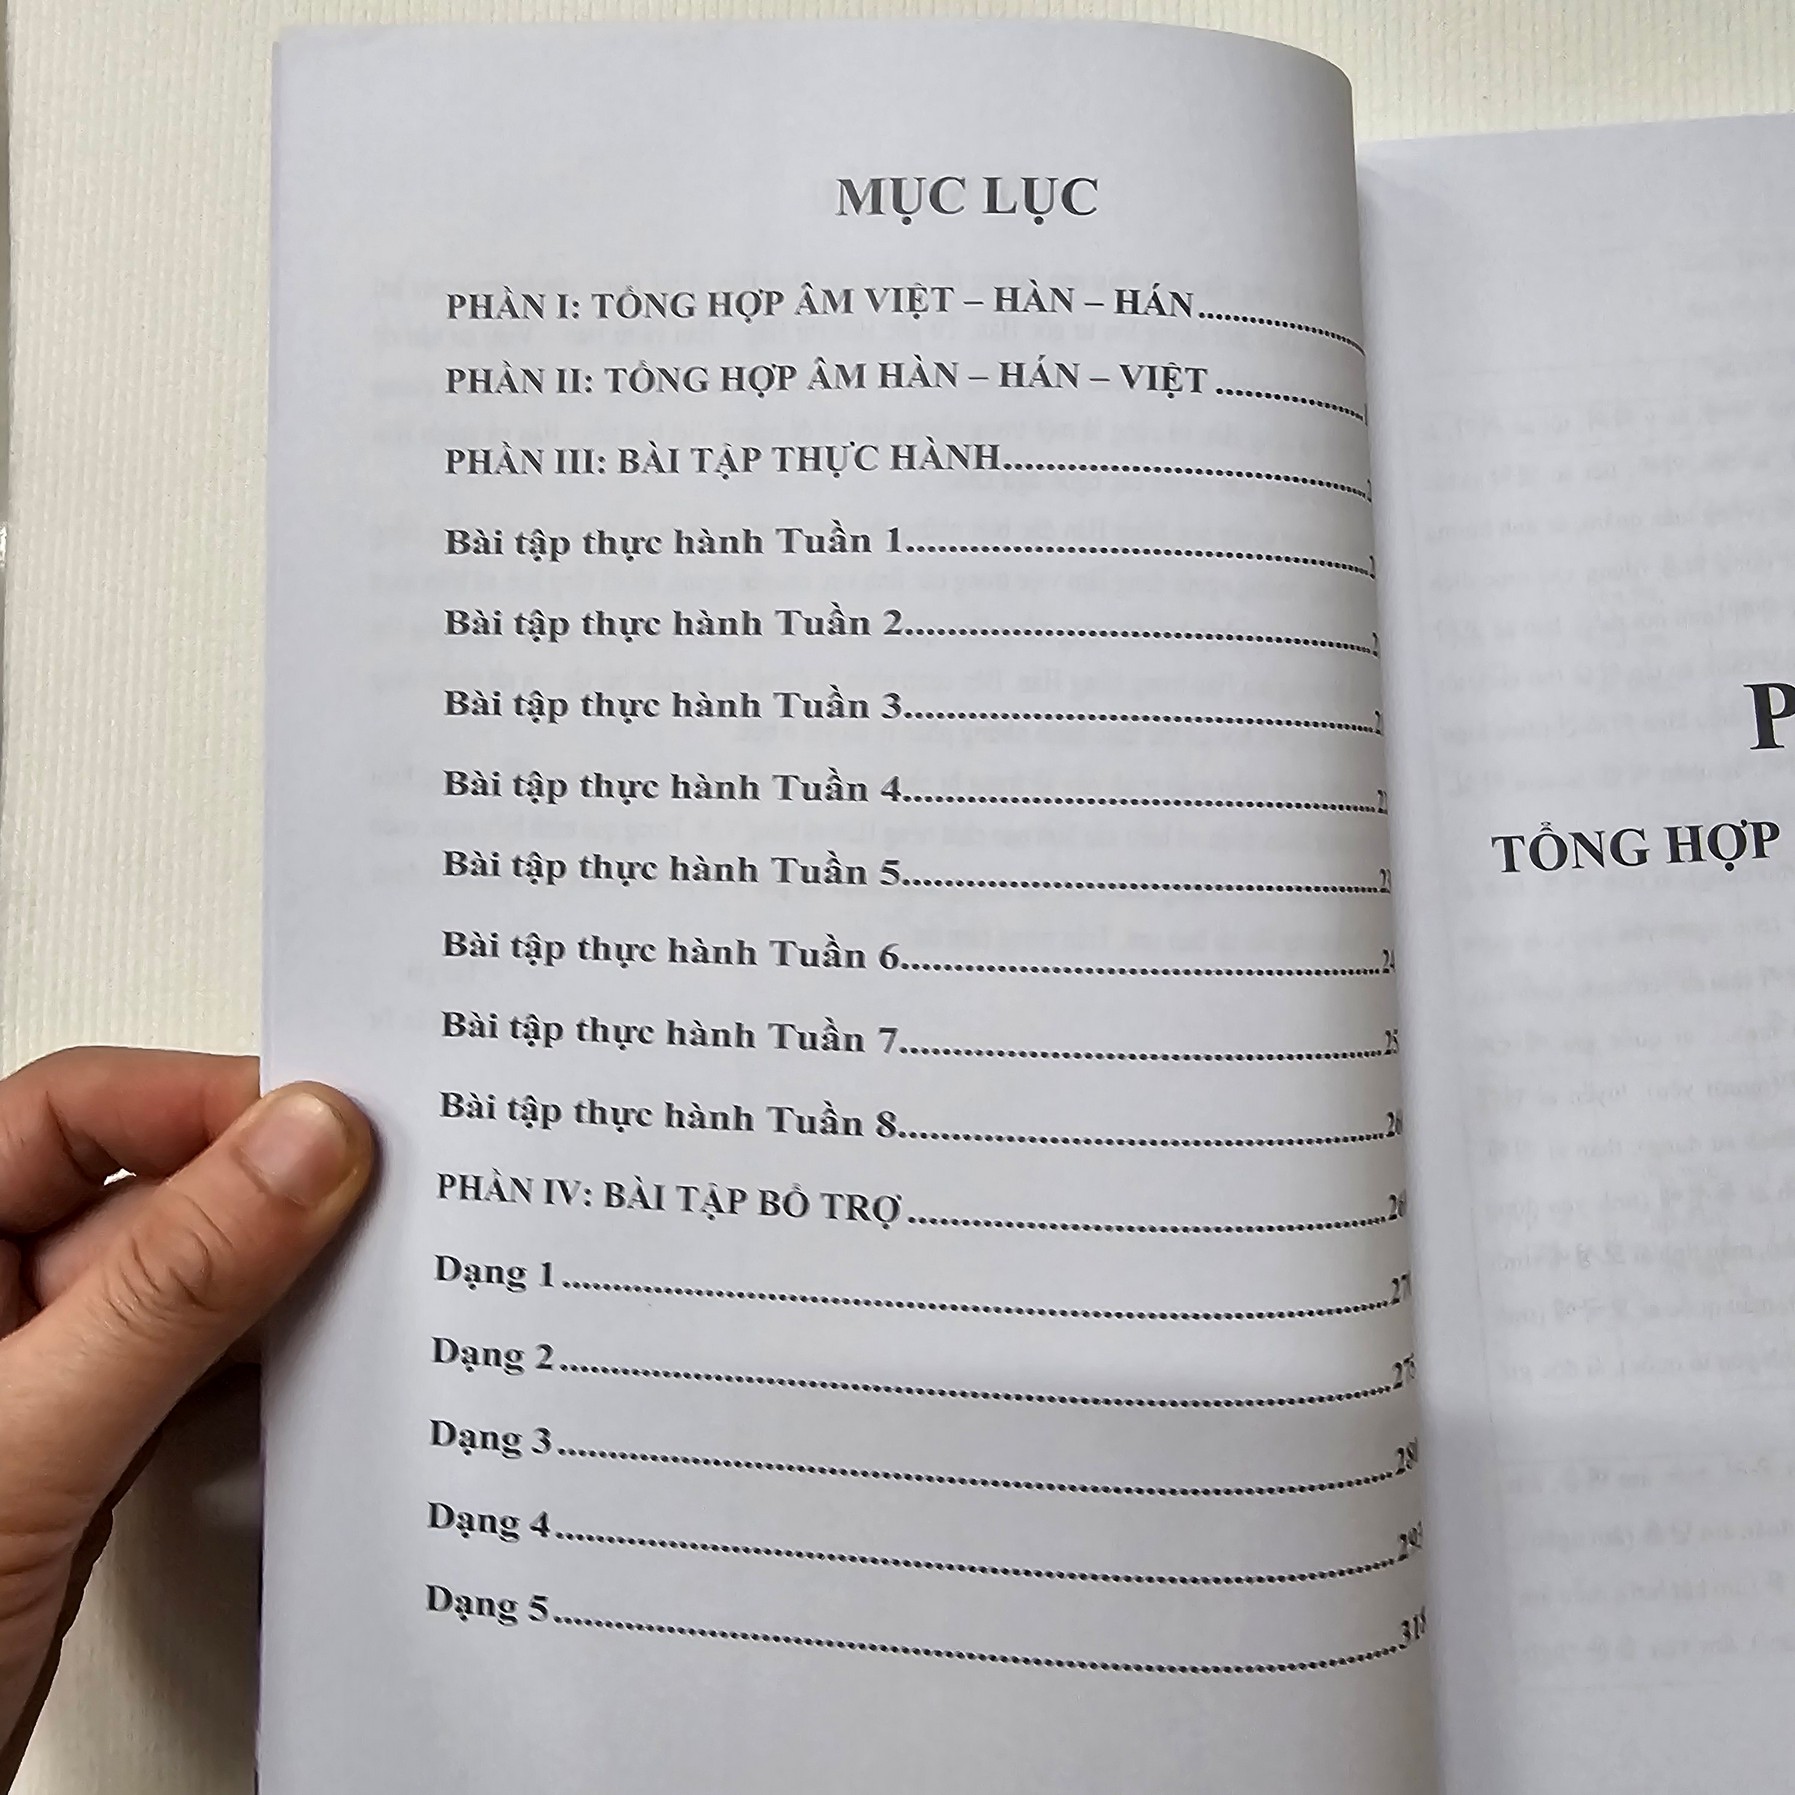 MỤC LỤC
PHẦN I: TỔNG HỢP ÂM VIỆT – HÀN – HÁN
PHẦN II: TỔNG HỢP ÂM HÀN – HÁN – VIỆT
PHẦN III: BÀI TẬP THỰC HÀNH
Bài tập thực hành Tuần 1
Bài tập thực hành Tuần 2
Bài tập thực hành Tuần 3
Bài tập thực hành Tuần 4
Bài tập thực hành Tuần 5
Bài tập thực hành Tuần 6
Bài tập thực hành Tuần 7
Bài tập thực hành Tuần 8
PHẦN IV: BÀI TẬP BỔ TRỢ
Dạng 1
Dạng 2
Dạng 3
Dạng 4
Dạng 5
P
TỔNG HỢP